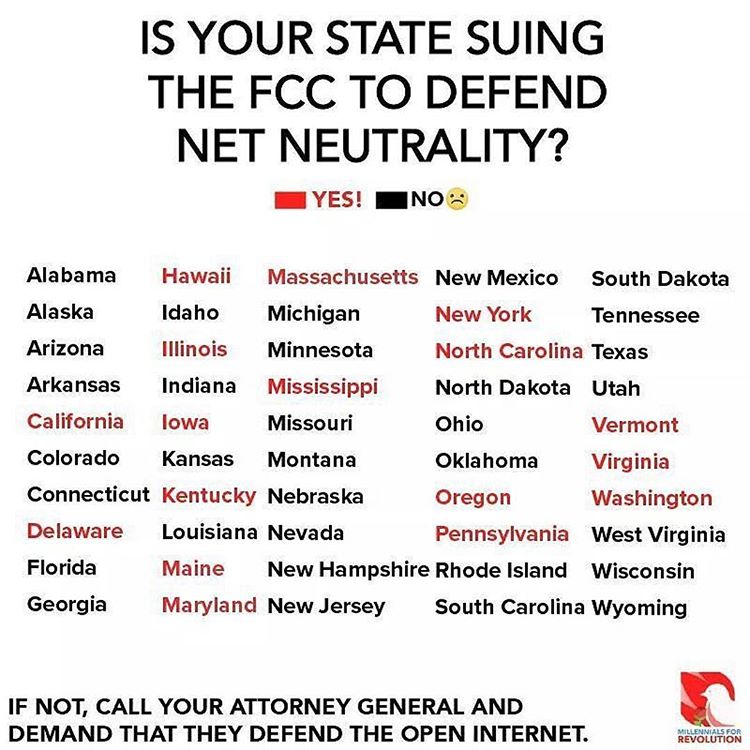 IS YOUR STATE SUING
THE FCC TO DEFEND
NET NEUTRALITY?
YES! NO
Alabama Hawaii Massachusetts New Mexico South Dakota
Alaska Idaho Michigan New York Tennessee
Arizona Illinois Minnesota North Carolina Texas
Arkansas Indiana Mississippi North Dakota Utah
California Iowa Missouri Ohio Vermont
Colorado Kansas Montana Oklahoma Virginia
Connecticut Kentucky Nebraska Oregon Washington
Delaware Louisiana Nevada Pennsylvania West Virginia
Florida Maine New Hampshire Rhode Island Wisconsin
Georgia Maryland New Jersey South Carolina Wyoming
IF NOT, CALL YOUR ATTORNEY GENERAL AND
DEMAND THAT THEY DEFEND THE OPEN INTERNET.
MILLENNIALS FOR
REVOLUTION